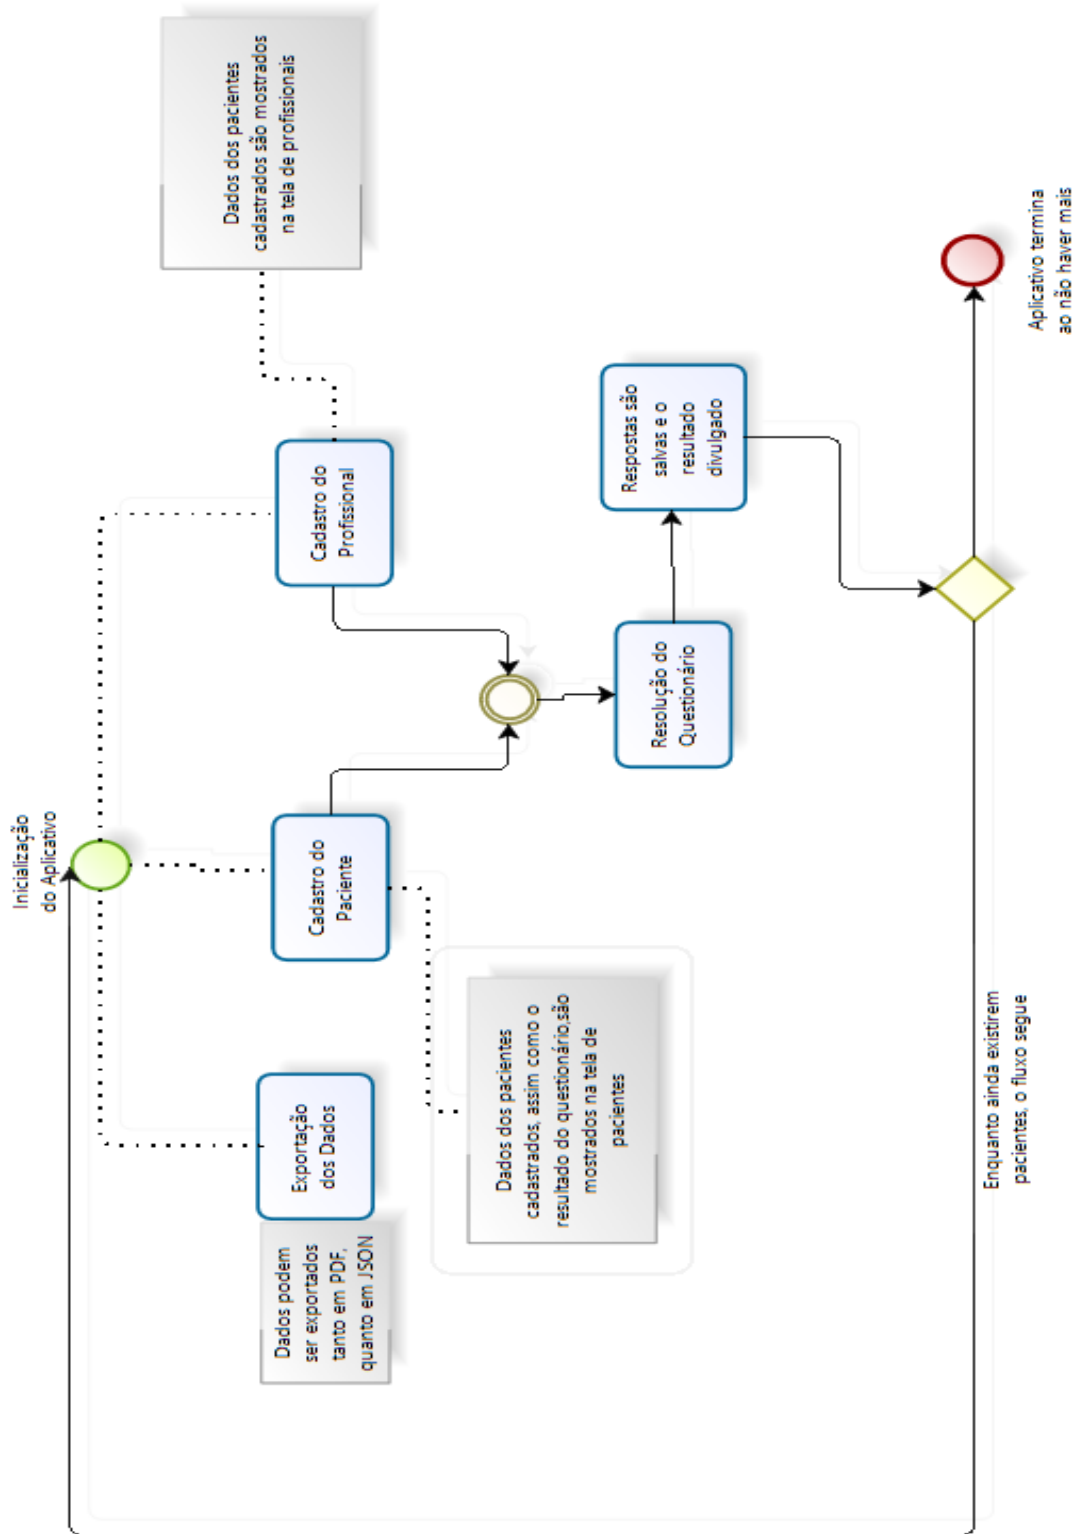 Inicialização
do Aplicativo
Dados podem
ser exportados
tanto em PDF,
quanto em JSON
Exportação
dos Dados
Cadastro do
Paciente
Cadastro do
Profissional
Dados dos pacientes
cadastrados são mostrados
na tela de profissionais
Dados dos pacientes
cadastrados, assim como o
resultado do questionário,são
mostrados na tela de
pacientes
Resolução do
Questionário
Respostas são
salvas e o
resultado
divulgado
Enquanto ainda existirem
pacientes, o fluxo segue
Aplicativo termina
ao não haver mais